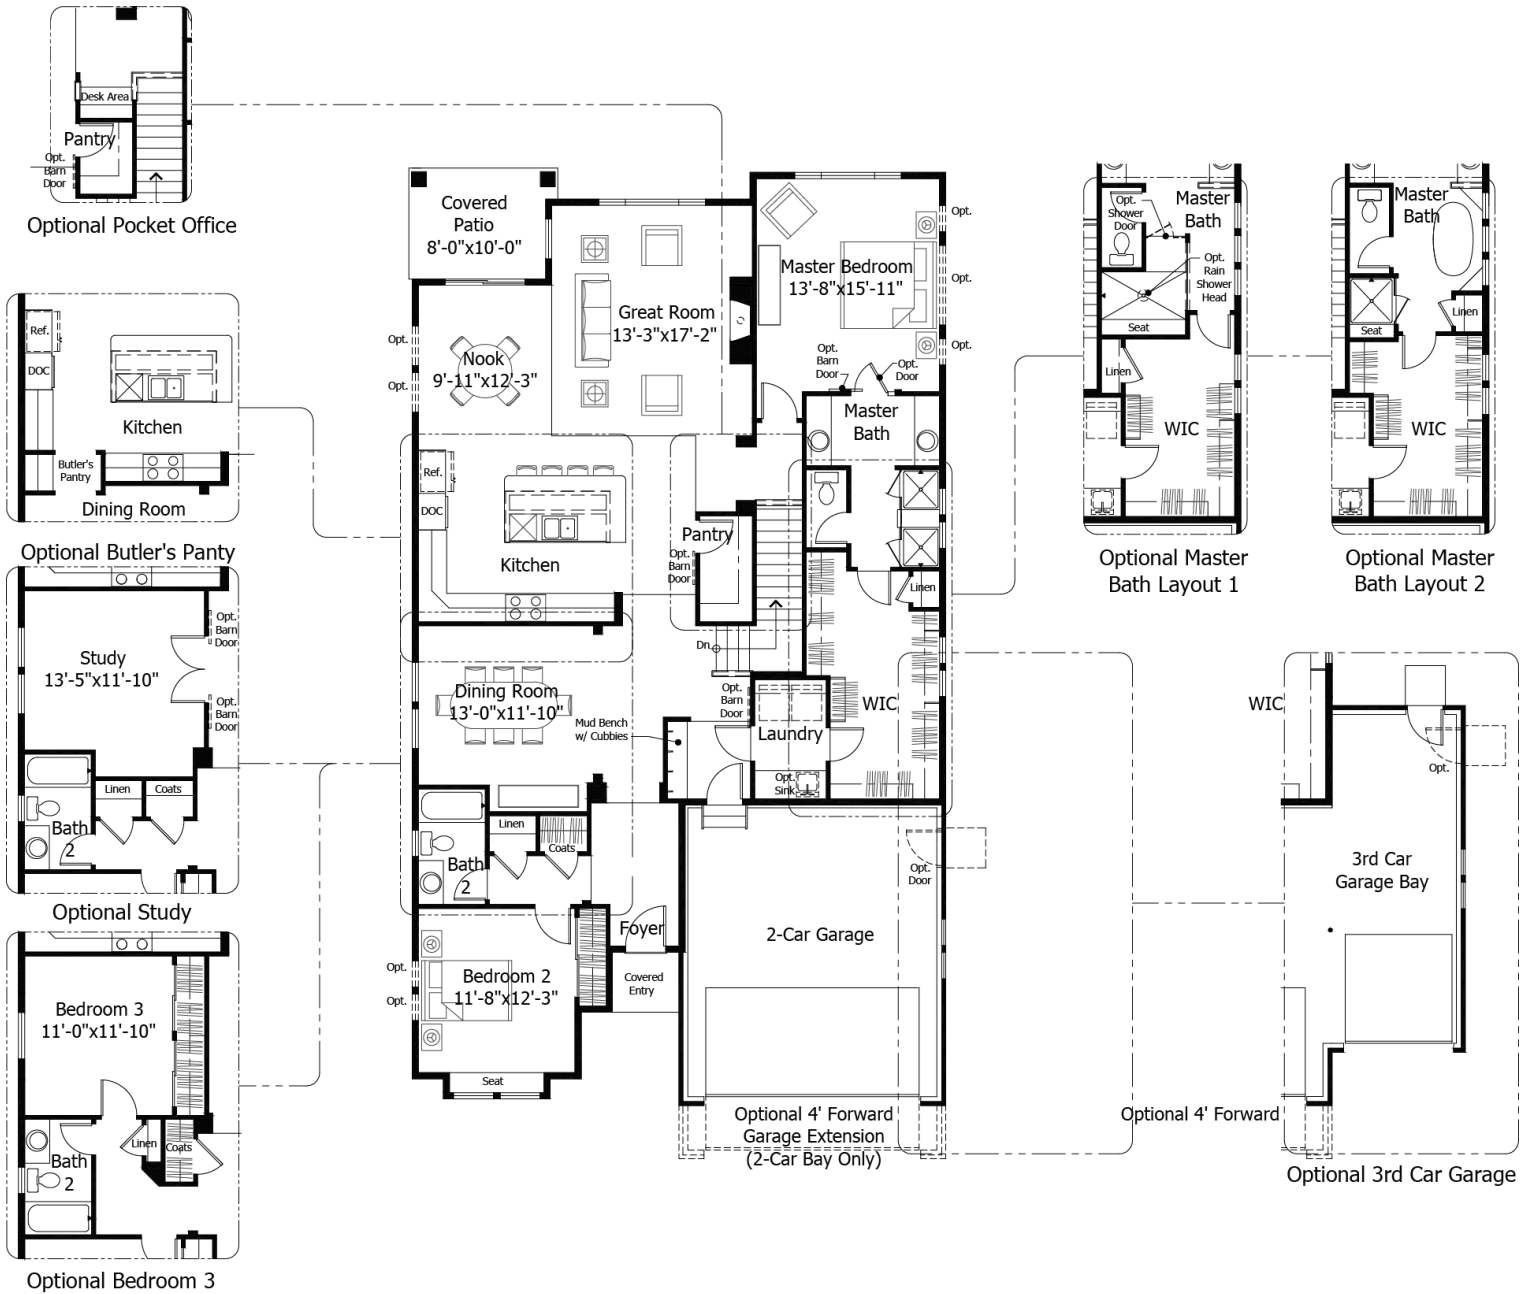 Desk Area
Pantry
Opt.
Barn
Door
Optional Pocket Office
Ref.
DOC
Kitchen
Butler's
Pantry
Dining Room
Optional Butler's Panty
Opt.
Barn
Door
Study
13'-5"x11'-10"
Opt.
Barn
Door
Linen
Coats
Bath
2
Optional Study
Bedroom 3
11'-0"x11'-10"
Linen
Coats
Bath
2
Optional Bedroom 3
Covered
Patio
8'-0"x10'-0"
Great Room
13'-3"x17'-2"
Master Bedroom
13'-8"x15'-11"
Opt.
Opt.
Opt.
Opt.
Opt.
Nook
9'-11"x12'-3"
Opt.
Barn
Door
Opt.
Door
Master
Bath
Ref.
DOC
Kitchen
Pantry
Opt.
Barn
Door
Linen
Dn.
Dining Room
13'-0"x11'-10"
Mud Bench
w/ Cubbies
Opt.
Barn
Door
WIC
Laundry
Opt.
Sink
Linen
Coats
Bath
2
Opt.
Door
Foyer
2-Car Garage
Opt.
Opt.
Bedroom 2
11'-8"x12'-3"
Covered
Entry
Seat
Optional 4' Forward
Garage Extension
(2-Car Bay Only)
Opt.
Shower
Door
Master
Bath
Opt.
Rain
Shower
Head
Seat
Linen
WIC
Optional Master
Bath Layout 1
Master
Bath
Linen
Seat
WIC
Optional Master
Bath Layout 2
WIC
Opt.
3rd Car
Garage Bay
Optional 4' Forward
Optional 3rd Car Garage